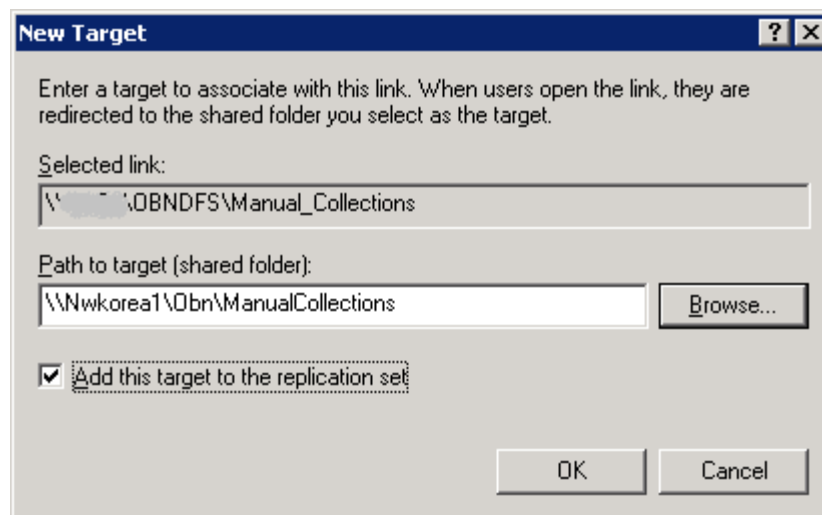 New Target
Enter a target to associate with this link. When users open the link, they are
redirected to the shared folder you select as the target.
Selected link:
\\ \OBNDFS\Manual_Collections
Path to target (shared folder):
\\Nwkorea1\Obn\ManualCollections
Browse...
Add this target to the replication set
OK
Cancel